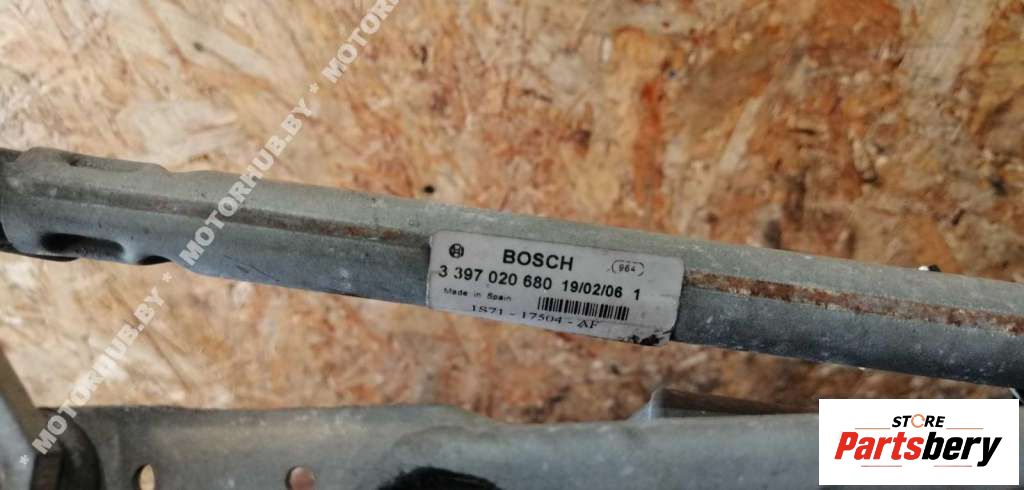 * MOTORHUB.BY * MOTORHUB.BY * MOTORHUB
BOSCH
964
3 397 020 680 19/02/06 1
Made in Spain
1S71 - 17504 - AF
STORE
Partsbery